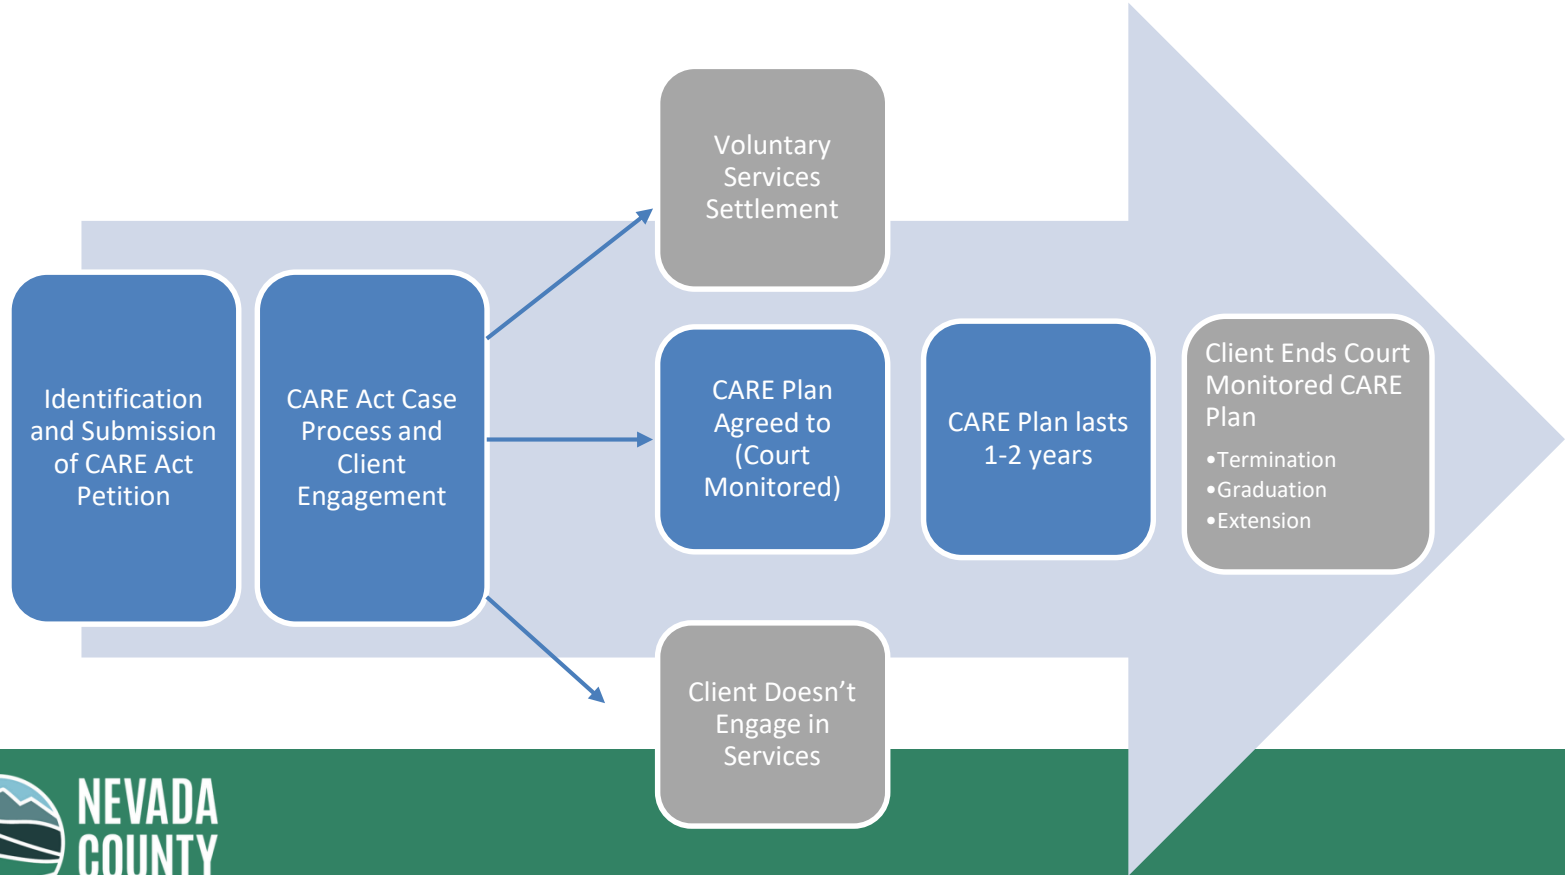 Identification
and Submission
of CARE Act
Petition
CARE Act Case
Process and
Client
Engagement
Voluntary
Services
Settlement
CARE Plan
Agreed to
(Court
Monitored)
CARE Plan lasts
1-2 years
Client Ends Court
Monitored CARE
Plan
•Termination
•Graduation
•Extension
Client Doesn’t
Engage in
Services
NEVADA
COUNTY